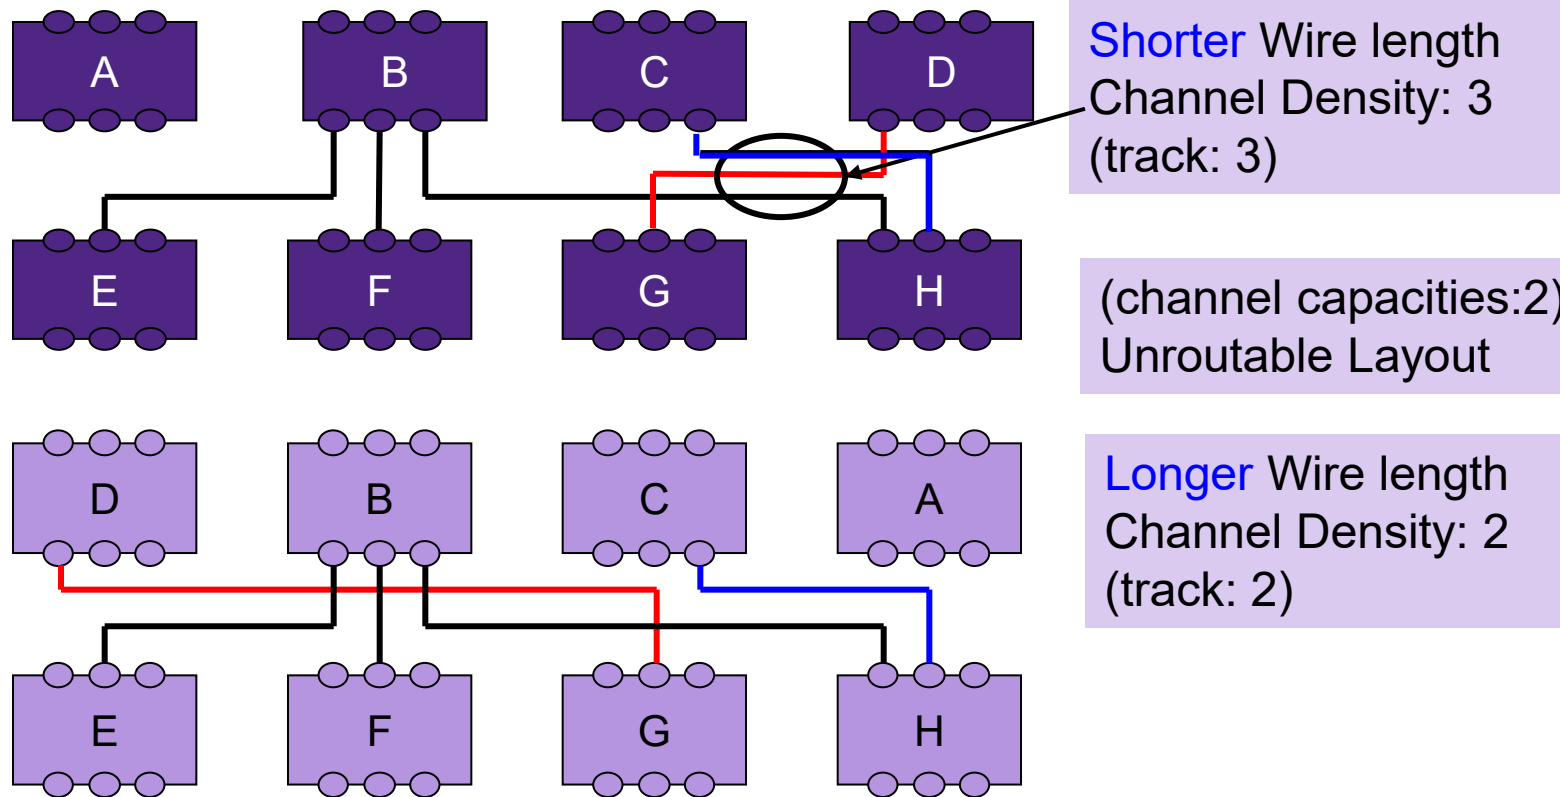 A
B
C
D
Shorter Wire length
Channel Density: 3
(track: 3)
E
F
G
H
(channel capacities:2)
Unroutable Layout
D
B
C
A
Longer Wire length
Channel Density: 2
(track: 2)
E
F
G
H